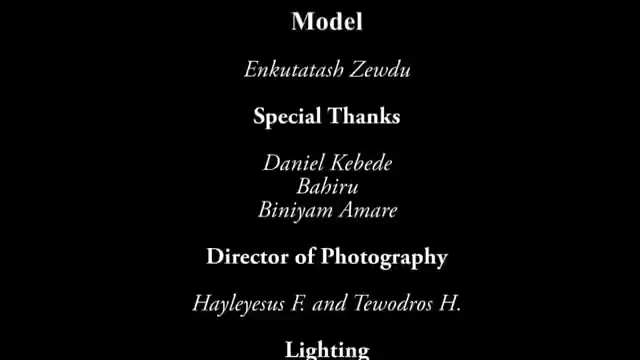 Model
Enkutatash Zewdu
Special Thanks
Daniel Kebede
Bahiru
Biniyam Amare
Director of Photography
Hayleyesus F. and Tewodros H.
Lighting